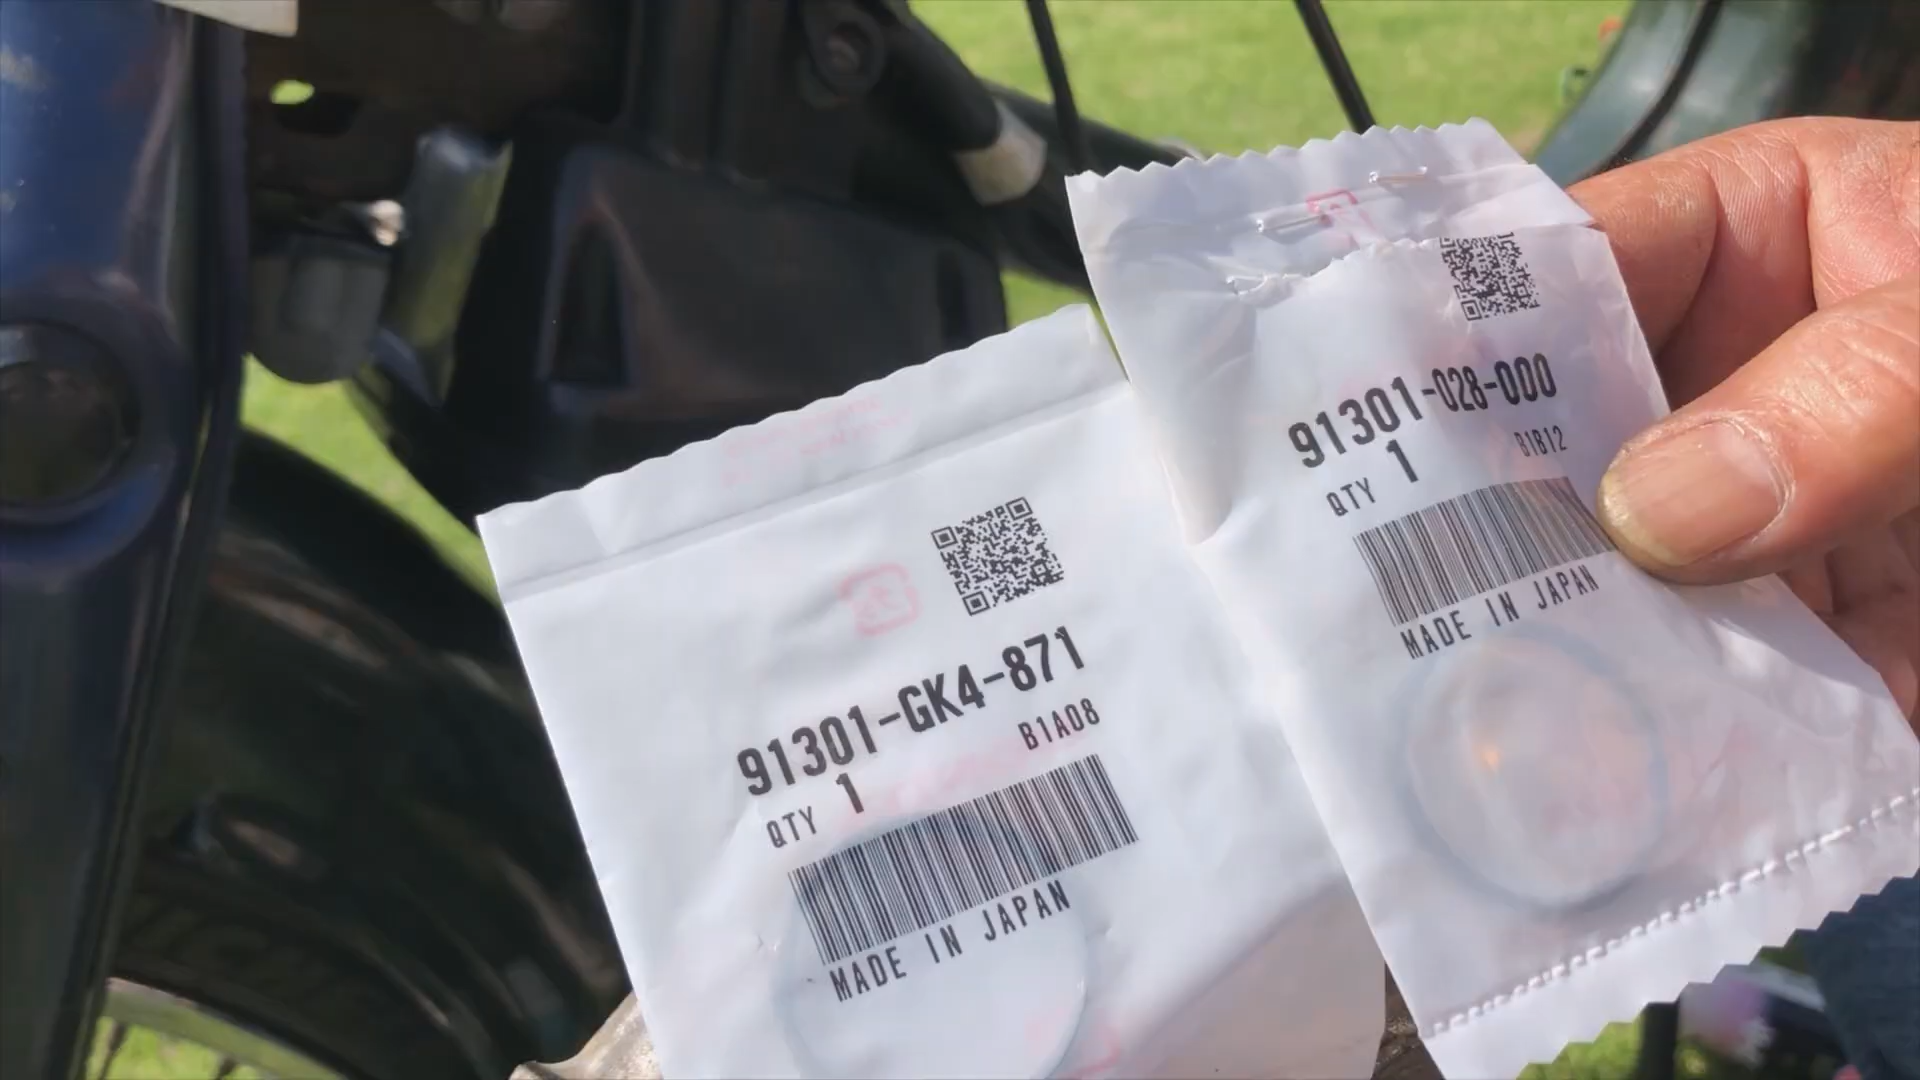 91301-GK4-871
B1A08
QTY 1
MADE IN JAPAN
91301-028-000
B1B12
QTY 1
MADE IN JAPAN